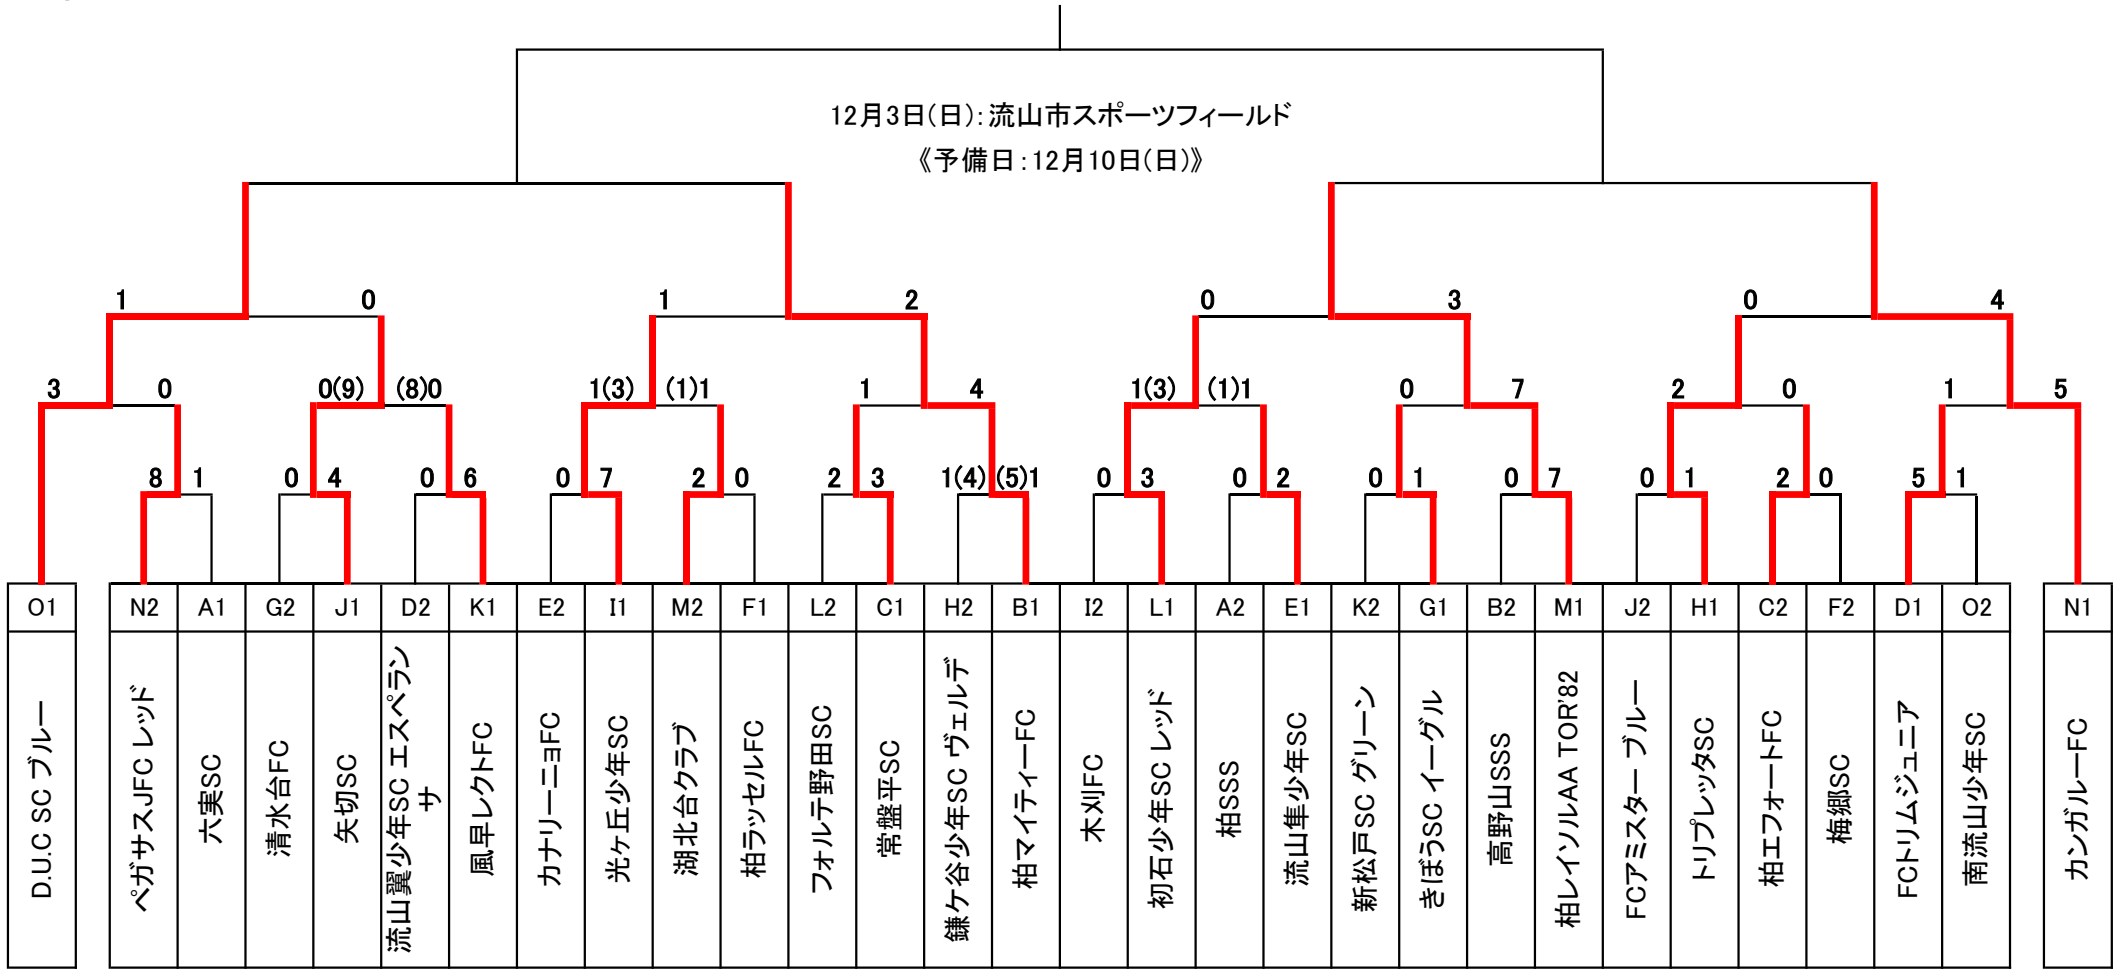 12月3日(日):流山市スポーツフィールド
《予備日:12月10日(日)》
1 0 1 2 0 3 0 4
3 0 0(9) (8)0 1(3) (1)1 1 4 1(3) (1)1 0 7 2 0 1 5
8 1 0 4 0 6 0 7 2 0 2 3 1(4) (5)1 0 3 0 2 0 1 0 7 0 1 2 0 5 1
O1 N2 A1 G2 J1 D2 K1 E2 I1 M2 F1 L2 C1 H2 B1 I2 L1 A2 E1 K2 G1 B2 M1 J2 H1 C2 F2 D1 O2 N1
D.U.C SC ブルー
ペガサスJFC レッド
六実SC
清水台FC
矢切SC
流山翼少年SC エスペラン
サ
風早レクトFC
カナリーニョFC
光ヶ丘少年SC
湖北台クラブ
柏ラッセルFC
フォルテ野田SC
常盤平SC
鎌ケ谷少年SC ヴェルデ
柏マイティーFC
木刈FC
初石少年SC レッド
柏SSS
流山隼少年SC
新松戸SC グリーン
きぼうSC イーグル
高野山SSS
柏レイソルAA TOR'82
FCアミスター ブルー
トリプレッタSC
柏エフォートFC
梅郷SC
FCトリムジュニア
南流山少年SC
カンガルーFC